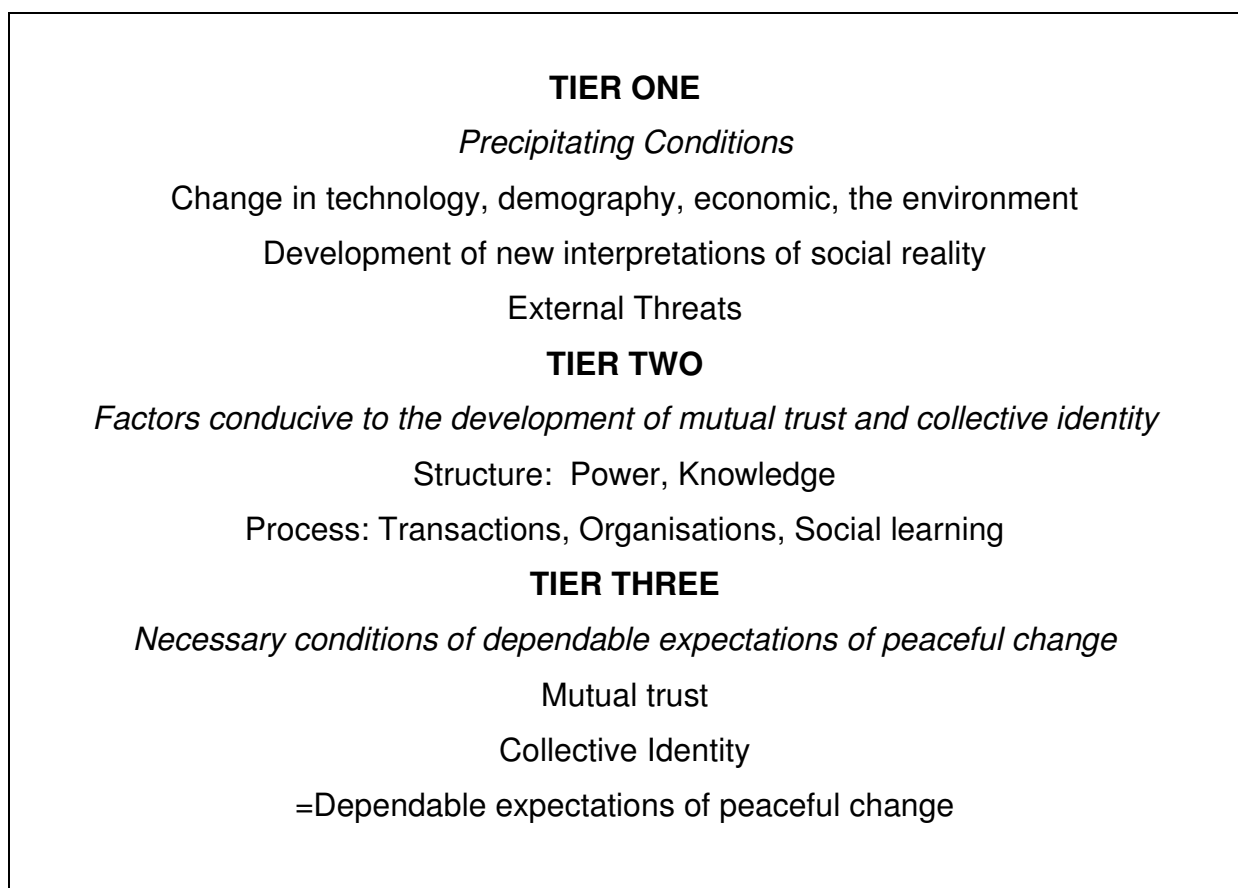 TIER ONE
Precipitating Conditions
Change in technology, demography, economic, the environment
Development of new interpretations of social reality
External Threats
TIER TWO
Factors conducive to the development of mutual trust and collective identity
Structure:  Power, Knowledge
Process: Transactions, Organisations, Social learning
TIER THREE
Necessary conditions of dependable expectations of peaceful change
Mutual trust
Collective Identity
=Dependable expectations of peaceful change